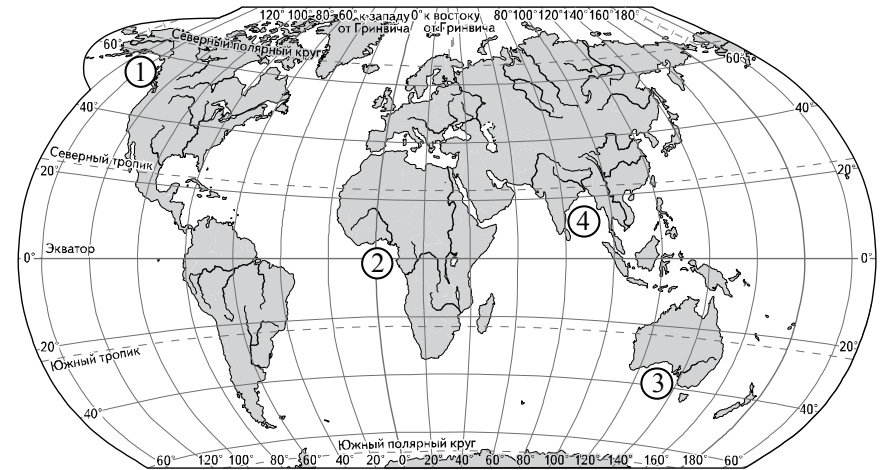 120° 100° 80° 60° к западу 0° к востоку 80° 100° 120° 140° 160° 180°
от Гринвича от Гринвича
60° Северный полярный круг 60°
1
40° 40°
Северный тропик
20° 20°
4
Экватор
0° 2 0°
20° 20°
Южный тропик
3
40° 40°
Южный полярный круг
60° 120° 100° 80° 60° 40° 20° 0° 20° 40° 60° 80° 100° 120° 140° 160° 180° 60°